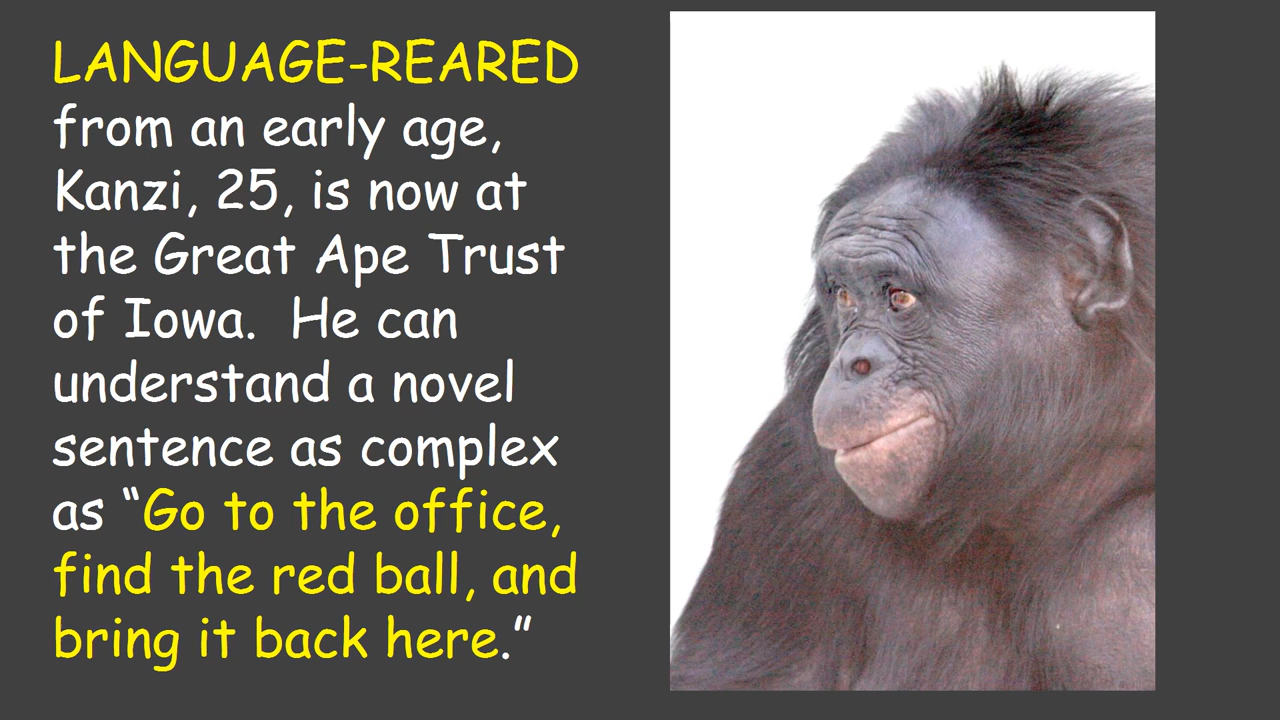 LANGUAGE-REARED
from an early age,
Kanzi, 25, is now at
the Great Ape Trust
of Iowa.  He can
understand a novel
sentence as complex
as “Go to the office,
find the red ball, and
bring it back here.”